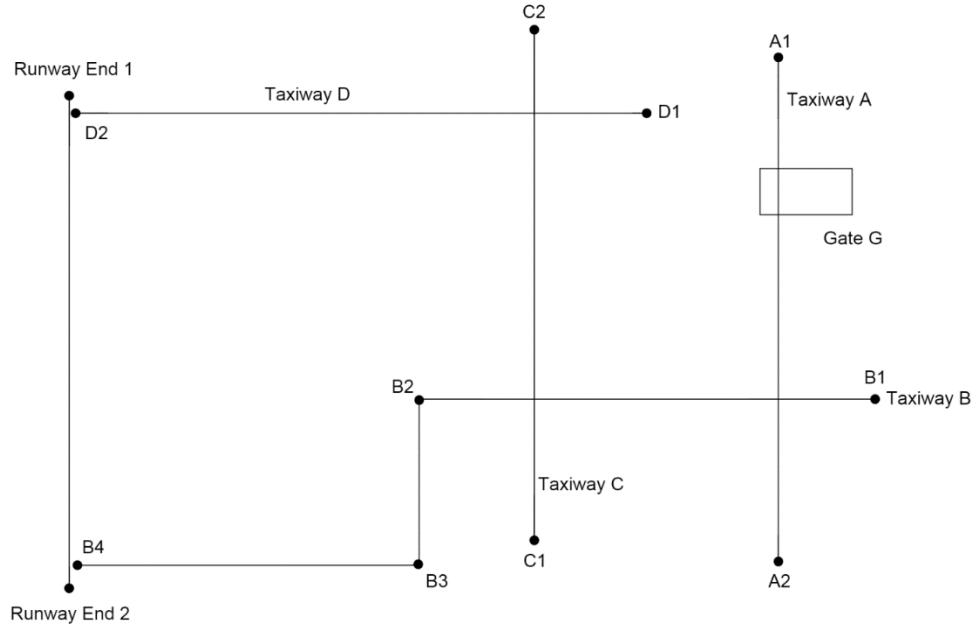 C2
A1
Runway End 1
Taxiway D
Taxiway A
D1
D2
Gate G
B1
B2
Taxiway B
Taxiway C
B4
C1
B3
A2
Runway End 2